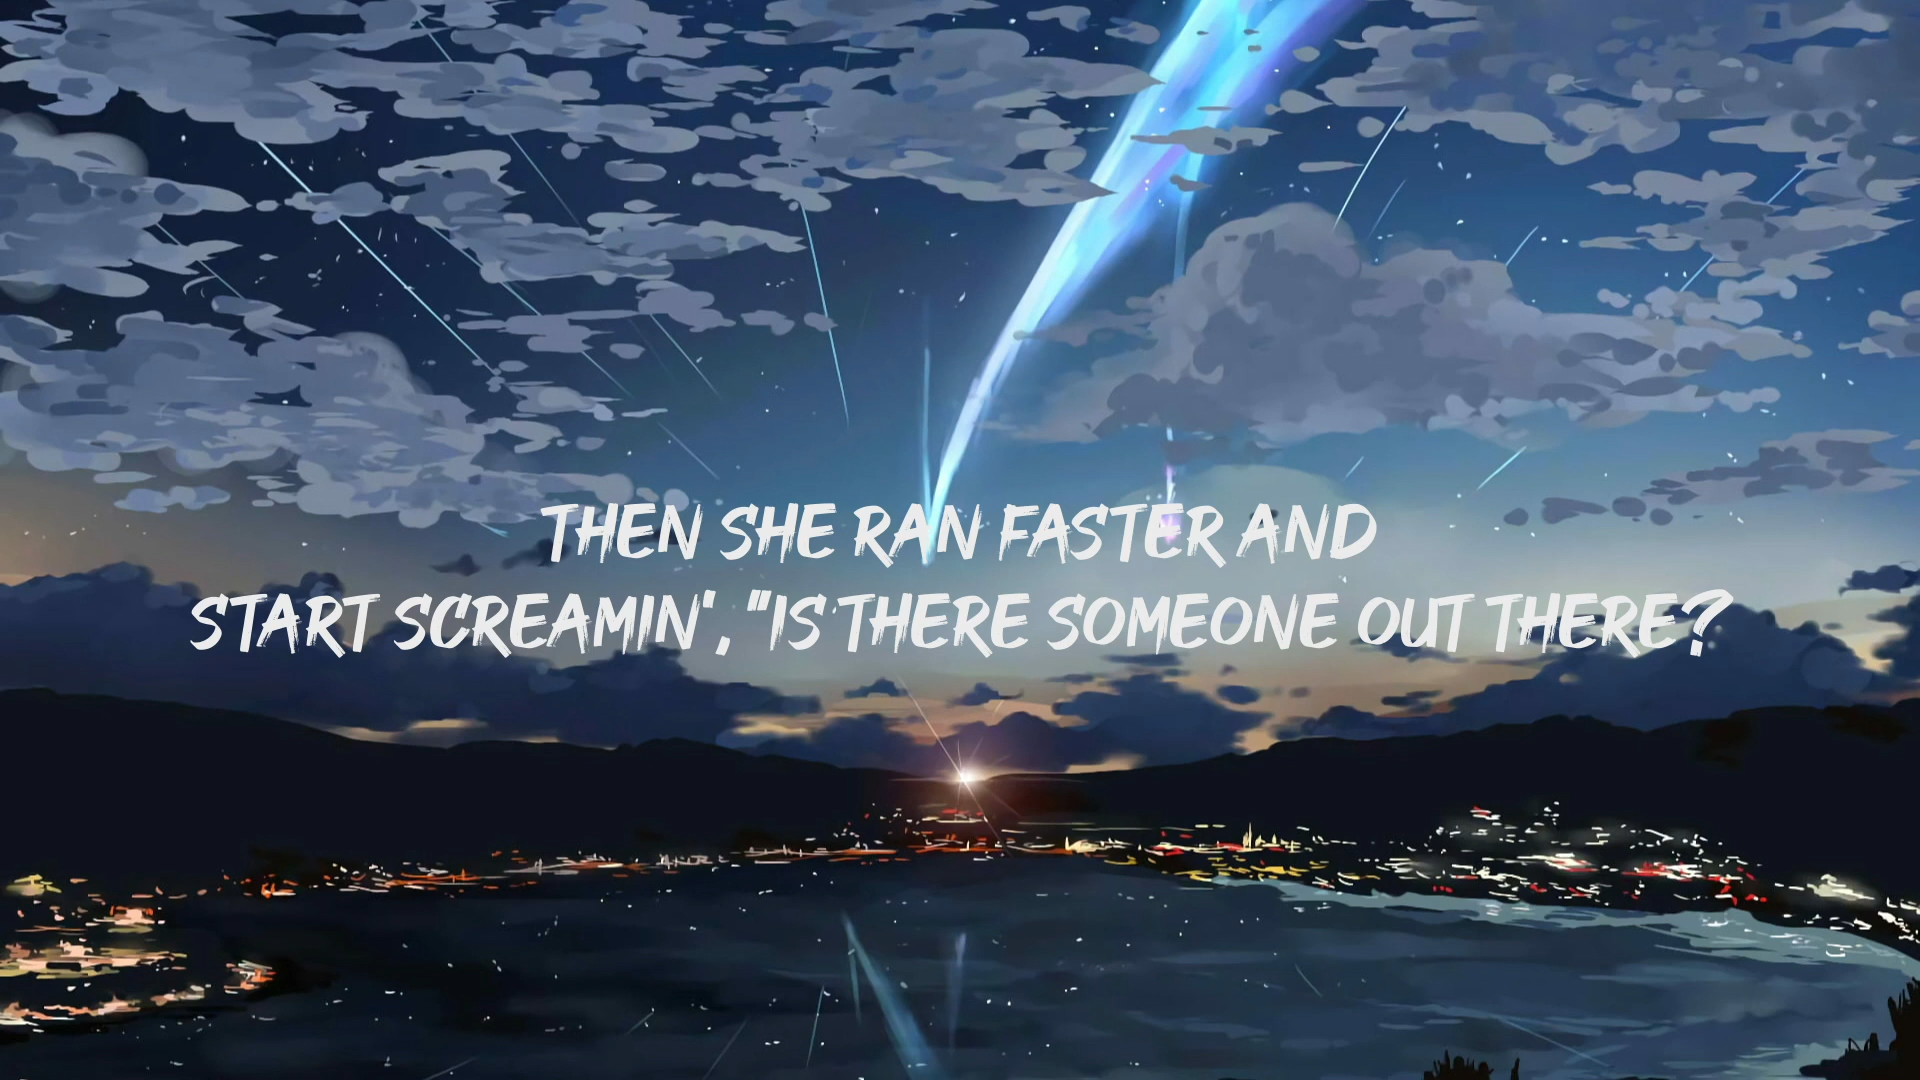 THEN SHE RAN FASTER AND
START SCREAMIN', "IS THERE SOMEONE OUT THERE?